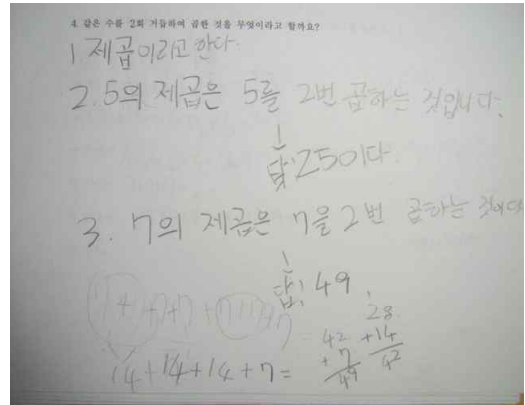 4. 같은 수를 2회 거듭하여 곱한 것을 무엇이라고 할까요?
1 제곱이라고 한다.
2. 5의 제곱은 5를 2번 곱하는 것입니다.
답: 25이다.
3. 7의 제곱은 7을 2번 곱하는 것이다
답: 49
28
42 +14
+7 42
49
14+14+14+7=